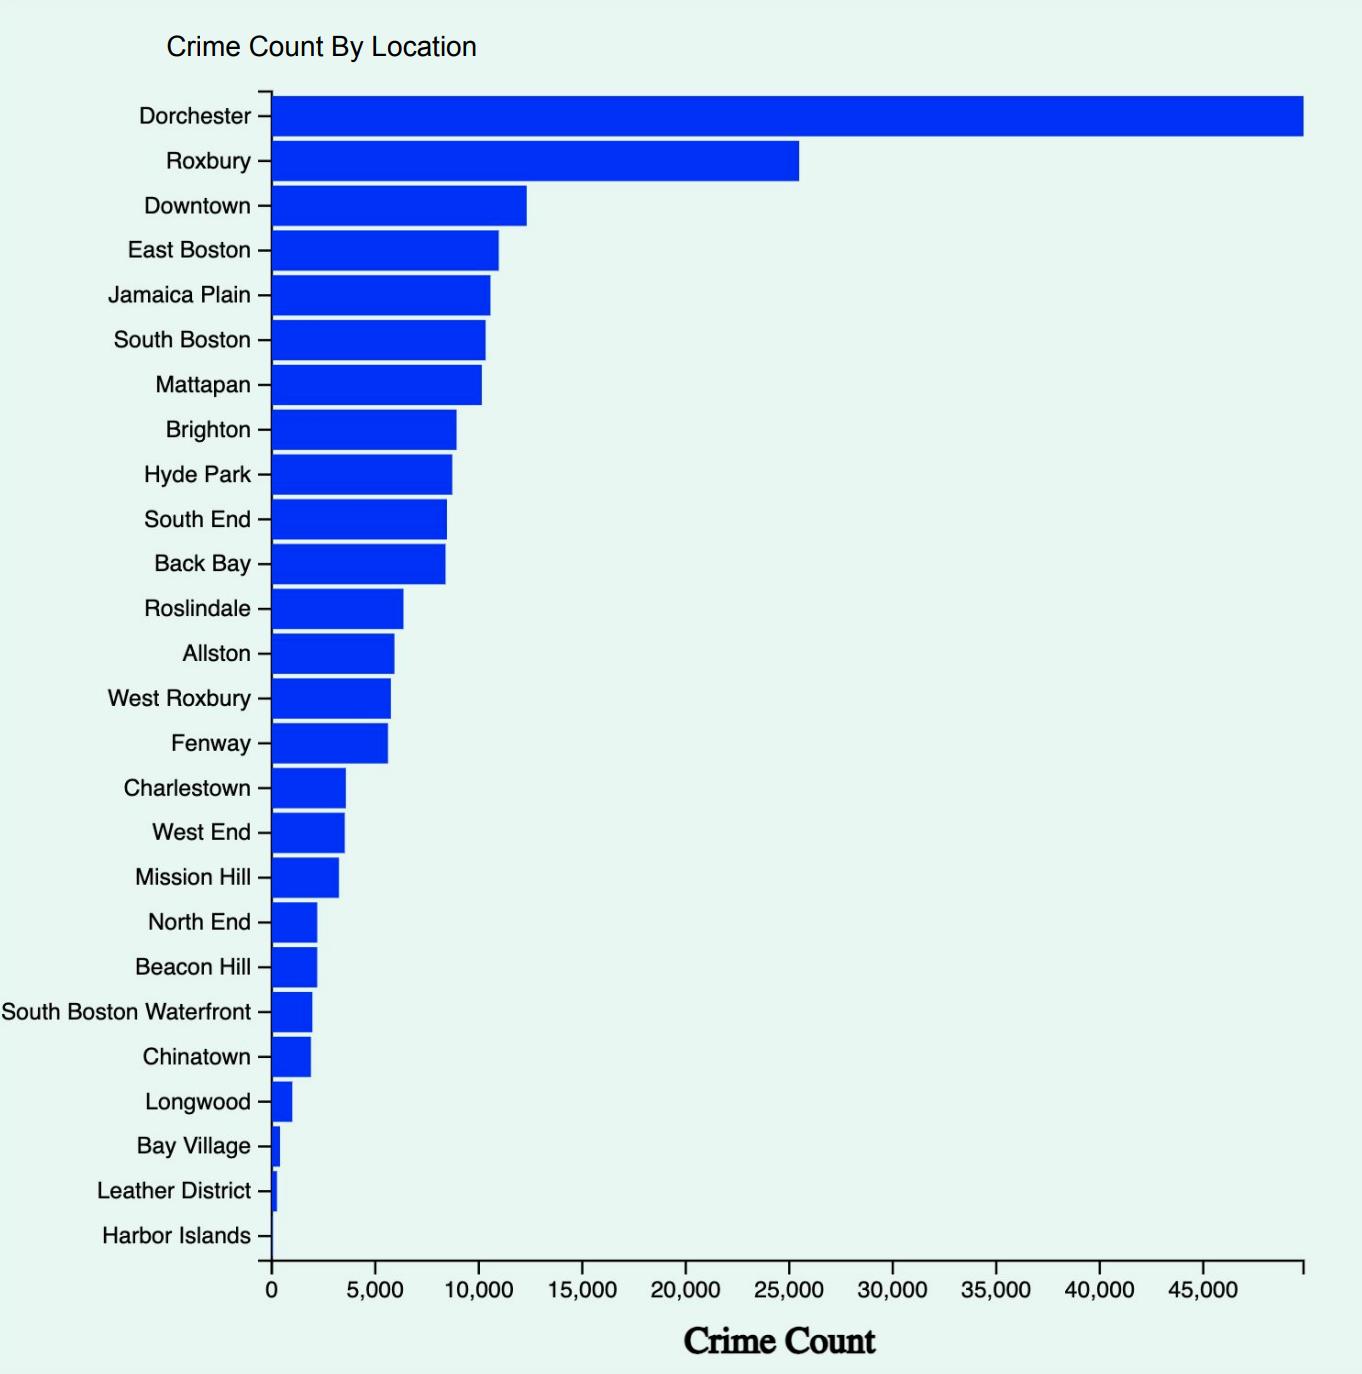 Crime Count By Location
Dorchester
Roxbury
Downtown
East Boston
Jamaica Plain
South Boston
Mattapan
Brighton
Hyde Park
South End
Back Bay
Roslindale
Allston
West Roxbury
Fenway
Charlestown
West End
Mission Hill
North End
Beacon Hill
South Boston Waterfront
Chinatown
Longwood
Bay Village
Leather District
Harbor Islands
0 5,000 10,000 15,000 20,000 25,000 30,000 35,000 40,000 45,000
Crime Count